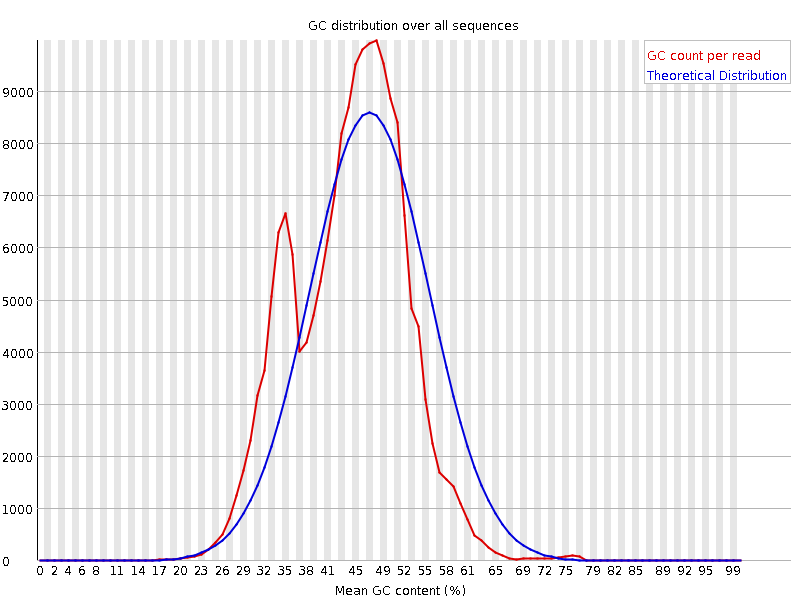 GC distribution over all sequences
GC count per read
Theoretical Distribution
9000
8000
7000
6000
5000
4000
3000
2000
1000
0
0 2 4 6 8 11 14 17 20 23 26 29 32 35 38 41 45 49 52 55 58 61 65 69 72 75 79 82 85 89 92 95 99
Mean GC content (%)